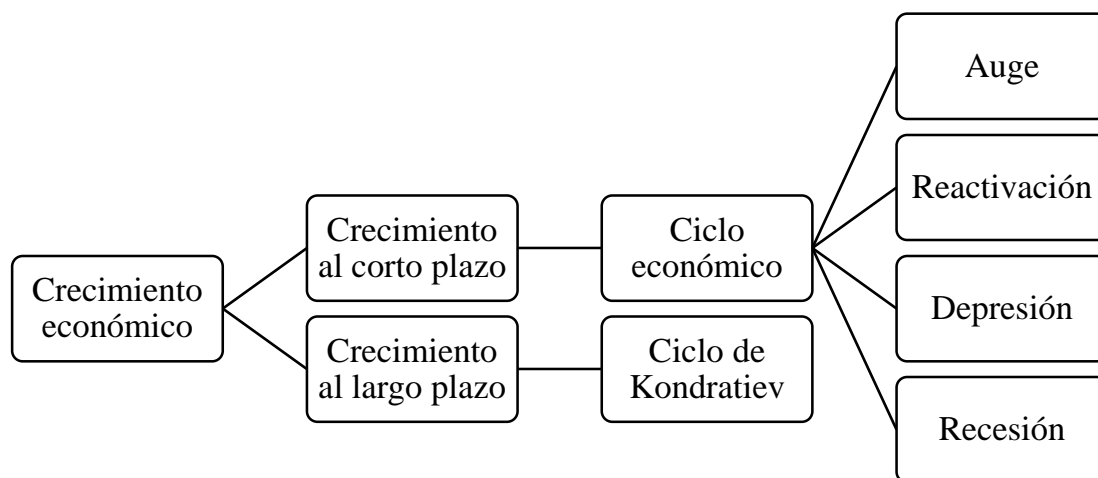 Crecimiento
económico
Crecimiento
al corto plazo
Crecimiento
al largo plazo
Ciclo
económico
Ciclo de
Kondratiev
Auge
Reactivación
Depresión
Recesión